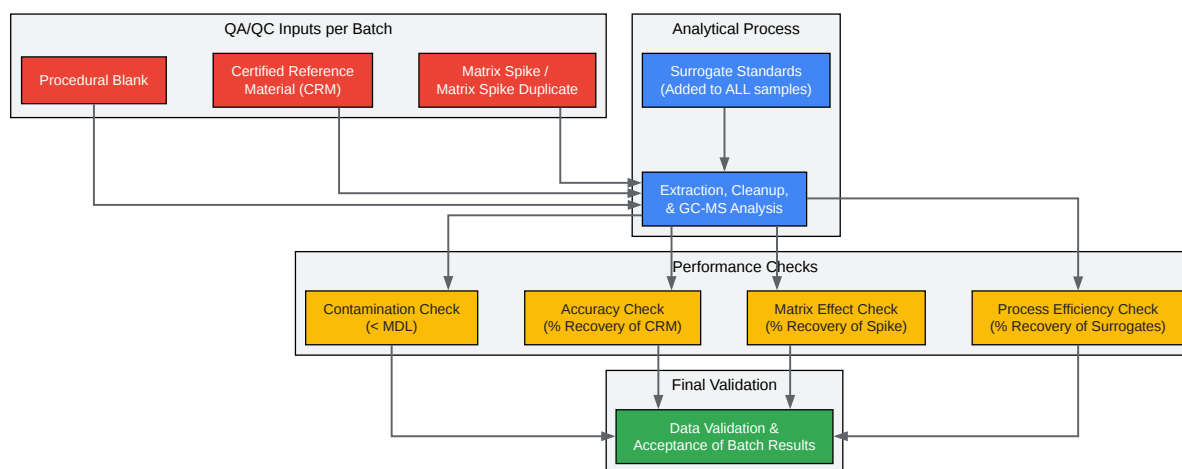 QA/QC Inputs per Batch
Analytical Process
Procedural Blank
Certified Reference
Material (CRM)
Matrix Spike /
Matrix Spike Duplicate
Surrogate Standards
(Added to ALL samples)
Extraction, Cleanup,
& GC-MS Analysis
Performance Checks
Contamination Check
(< MDL)
Accuracy Check
(% Recovery of CRM)
Matrix Effect Check
(% Recovery of Spike)
Process Efficiency Check
(% Recovery of Surrogates)
Final Validation
Data Validation &
Acceptance of Batch Results